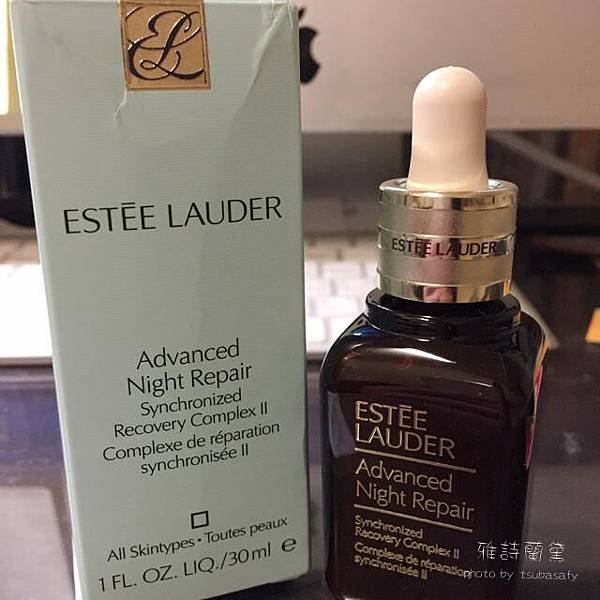 EL
ESTĒE LAUDER
Advanced
Night Repair
Synchronized
Recovery Complex II
Complexe de réparation
synchronisée II
All Skintypes • Toutes peaux
1 FL. OZ. LIQ./30 ml e
ESTĒE LAUDER
ESTĒE
LAUDER
Advanced
Night Repair
Synchronized
Recovery Complex II
Complexe de réparation
synchronisée II
雅詩蘭黛
photo by tsubasafy